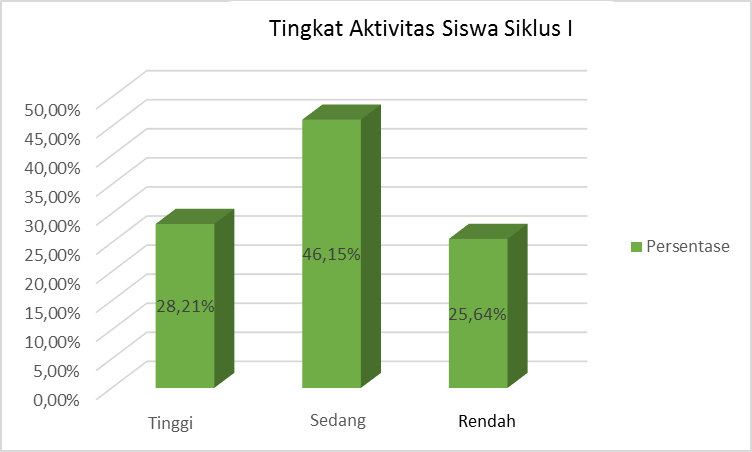 Tingkat Aktivitas Siswa Siklus I
50,00%
45,00%
40,00%
35,00%
30,00%
25,00%
20,00%
15,00%
10,00%
5,00%
0,00%
28,21%
46,15%
25,64%
Tinggi
Sedang
Rendah
Persentase